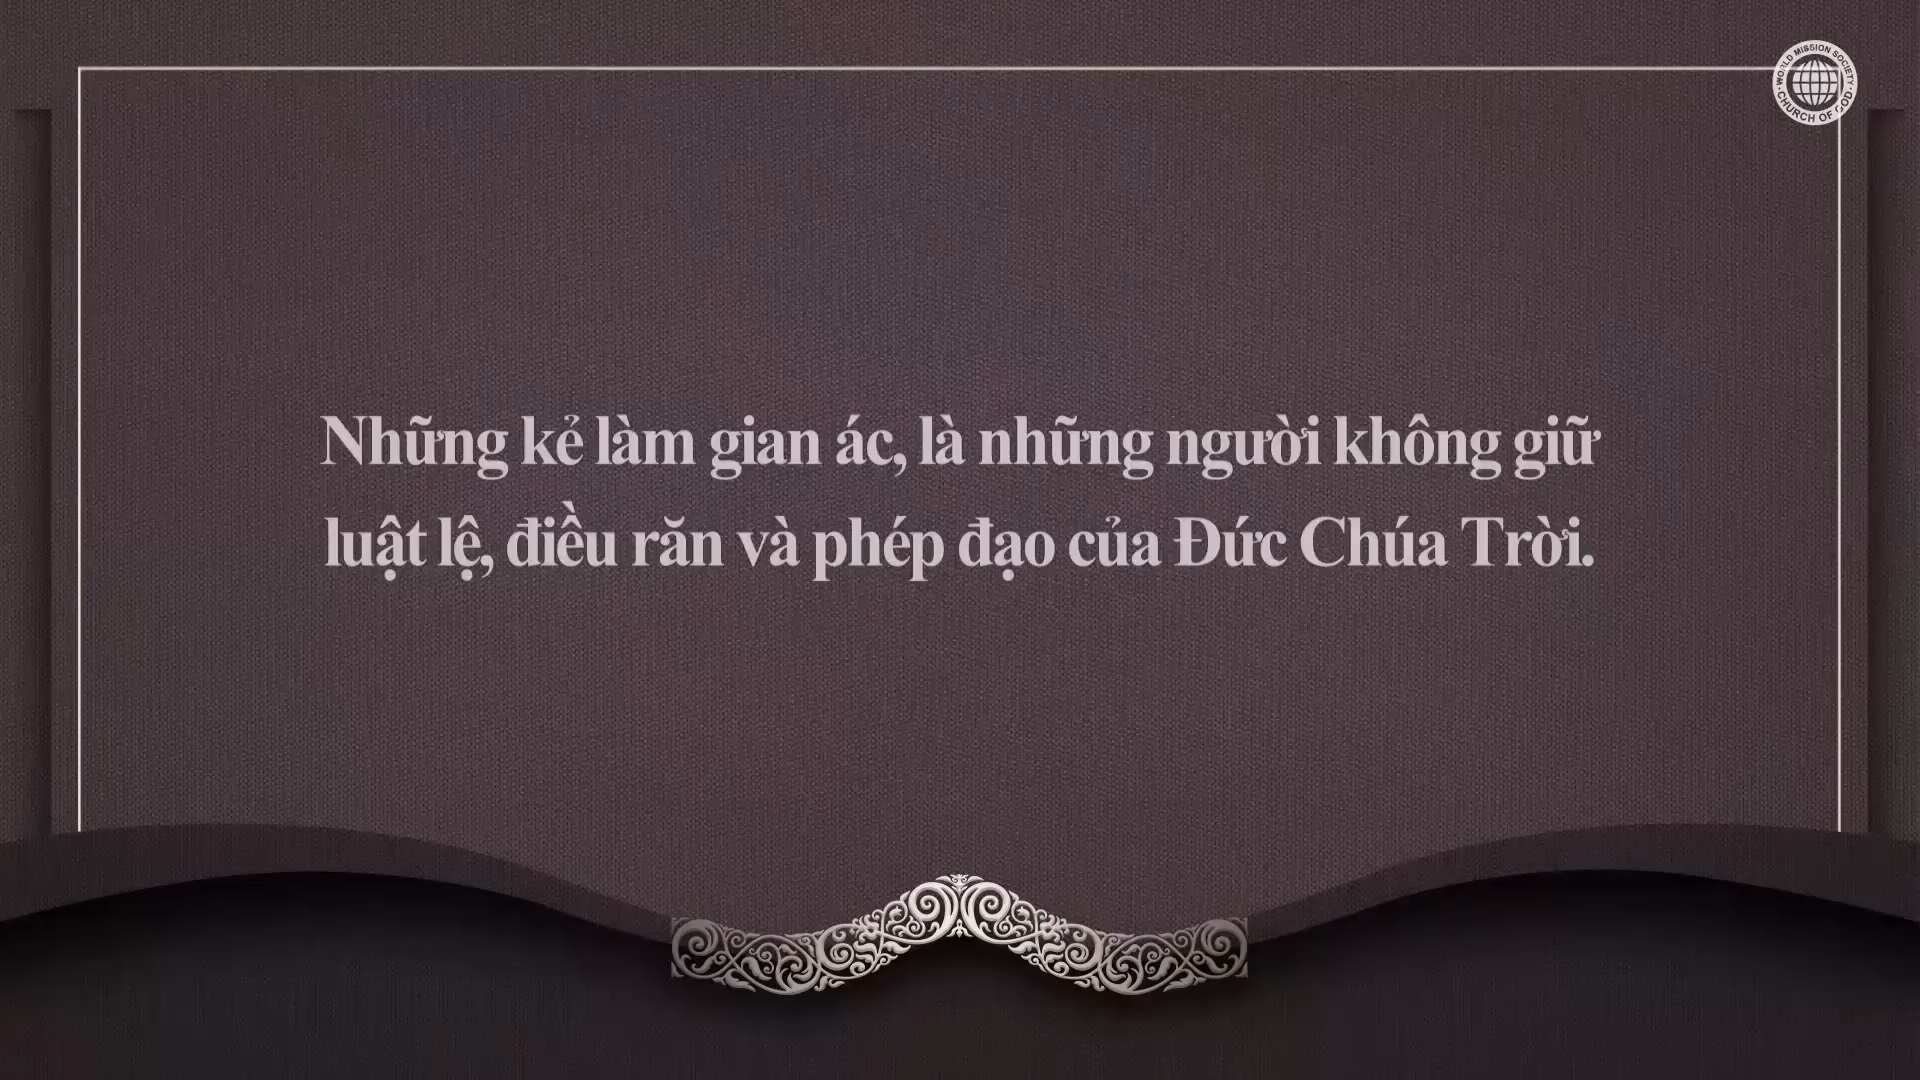 WORLD MISSION SOCIETY
CHURCH OF GOD
Những kẻ làm gian ác, là những người không giữ
luật lệ, điều răn và phép đạo của Đức Chúa Trời.